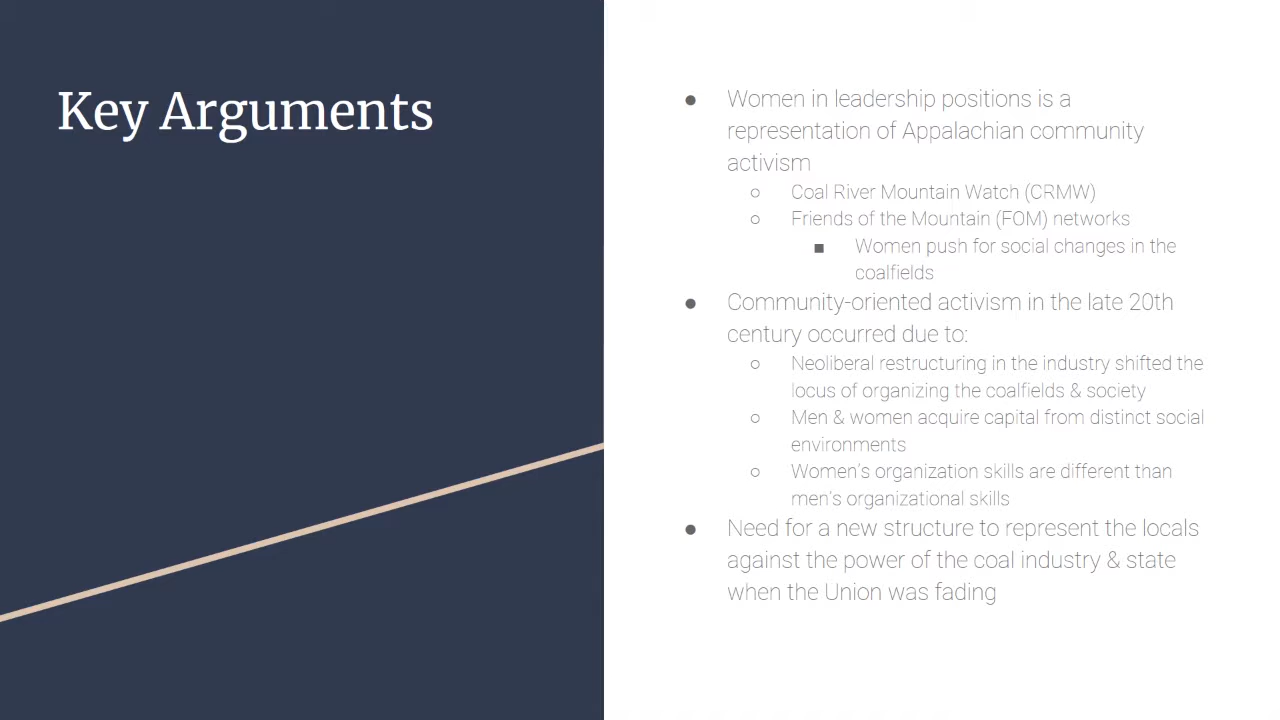 Key Arguments
● Women in leadership positions is a
representation of Appalachian community
activism
○ Coal River Mountain Watch (CRMW)
○ Friends of the Mountain (FOM) networks
■ Women push for social changes in the
coalfields
● Community-oriented activism in the late 20th
century occurred due to:
○ Neoliberal restructuring in the industry shifted the
locus of organizing the coalfields & society
○ Men & women acquire capital from distinct social
environments
○ Women's organization skills are different than
men's organizational skills
● Need for a new structure to represent the locals
against the power of the coal industry & state
when the Union was fading